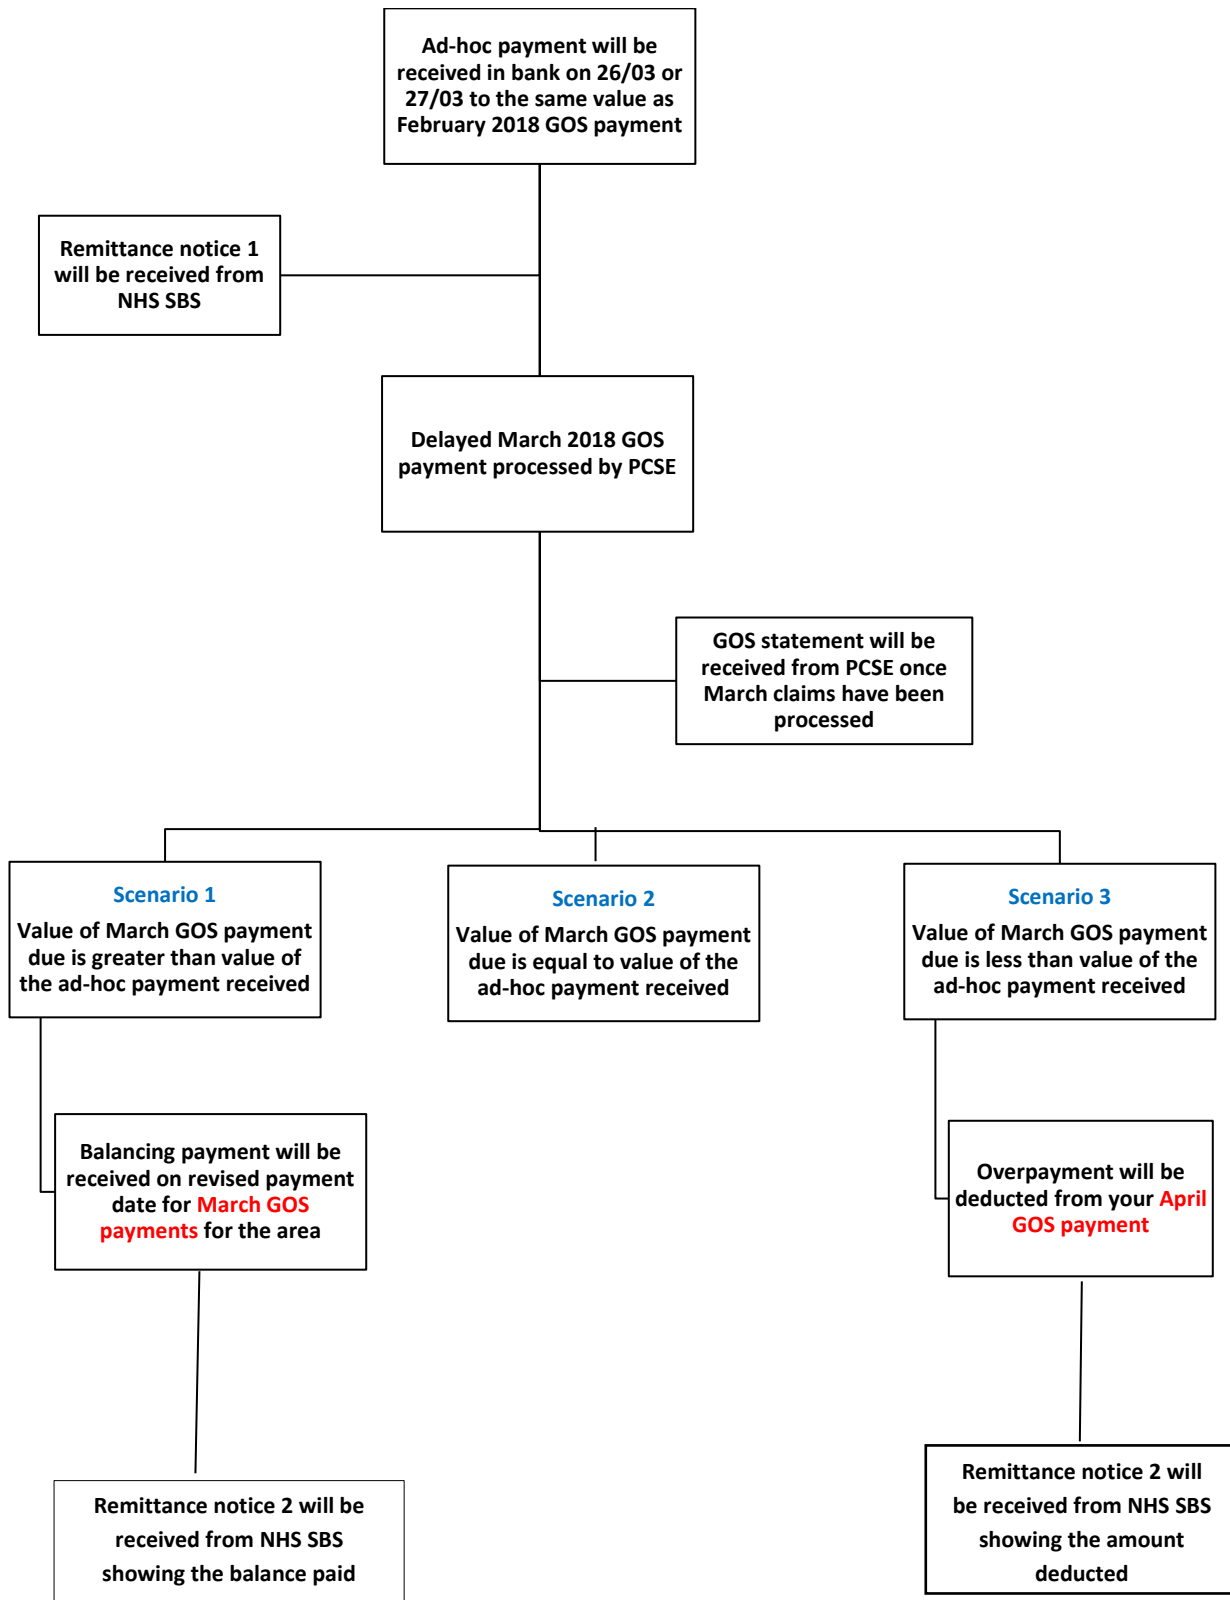 Ad-hoc payment will be
received in bank on 26/03 or
27/03 to the same value as
February 2018 GOS payment
Remittance notice 1
will be received from
NHS SBS
Delayed March 2018 GOS
payment processed by PCSE
GOS statement will be
received from PCSE once
March claims have been
processed
Scenario 1
Value of March GOS payment
due is greater than value of
the ad-hoc payment received
Scenario 2
Value of March GOS payment
due is equal to value of the
ad-hoc payment received
Scenario 3
Value of March GOS payment
due is less than value of the
ad-hoc payment received
Balancing payment will be
received on revised payment
date for March GOS
payments for the area
Overpayment will be
deducted from your April
GOS payment
Remittance notice 2 will be
received from NHS SBS
showing the balance paid
Remittance notice 2 will
be received from NHS SBS
showing the amount
deducted